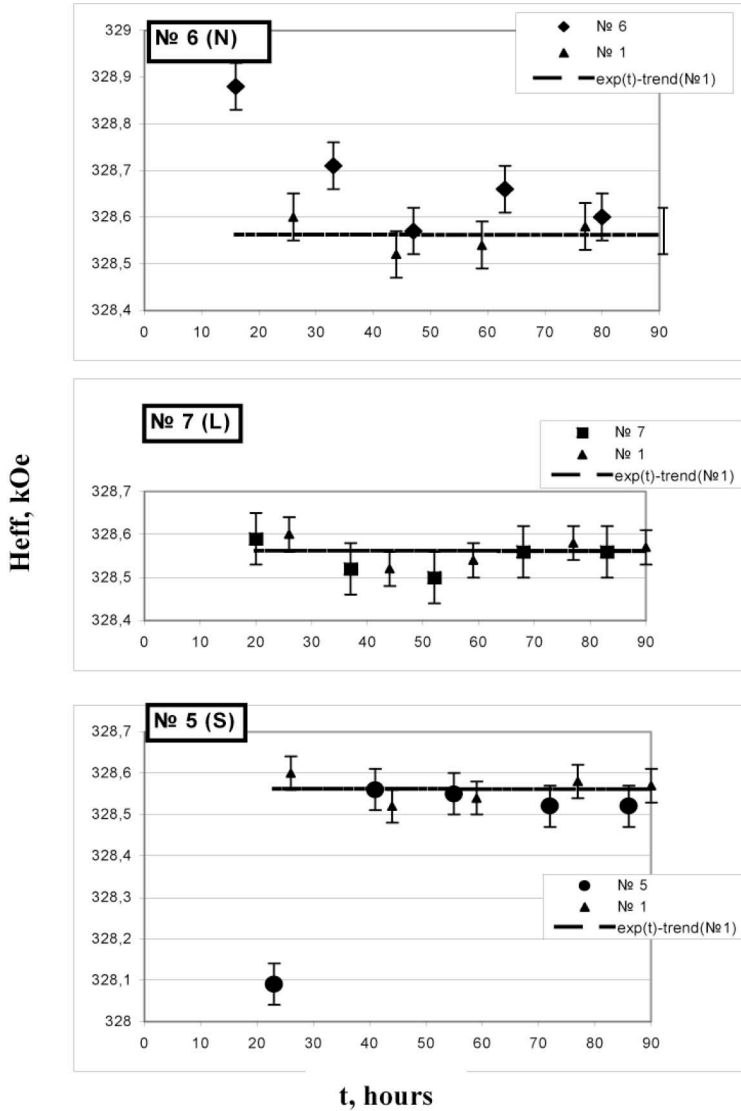 Heff, kOe
№ 6 (N)
№ 6
№ 1
exp(t)-trend(№1)
329
328,9
328,8
328,7
328,6
328,5
328,4
0 10 20 30 40 50 60 70 80 90
№ 7 (L)
№ 7
№ 1
exp(t)-trend(№1)
328,7
328,6
328,5
328,4
0 10 20 30 40 50 60 70 80 90
№ 5 (S)
328,7
328,6
328,5
328,4
328,3
328,2
328,1
328
№ 5
№ 1
exp(t)-trend(№1)
0 10 20 30 40 50 60 70 80 90
t, hours